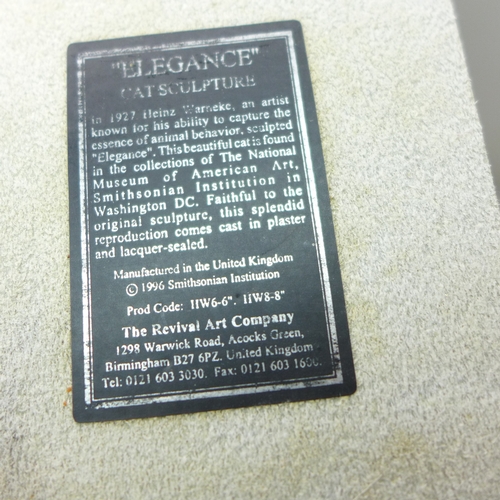 "ELEGANCE"
CAT SCULPTURE
In 1927 Heinz Warneke, an artist
known for his ability to capture the
essence of animal behavior, sculpted
"Elegance". This beautiful cat is found
in the collections of The National
Museum of American Art,
Smithsonian Institution in
Washington DC. Faithful to the
original sculpture, this splendid
reproduction comes cast in plaster
and lacquer-sealed.
Manufactured in the United Kingdom
© 1996 Smithsonian Institution
Prod Code: HW6-6". HW8-8"
The Revival Art Company
1298 Warwick Road, Acocks Green,
Birmingham B27 6PZ. United Kingdom
Tel: 0121 603 3030. Fax: 0121 603 1600.